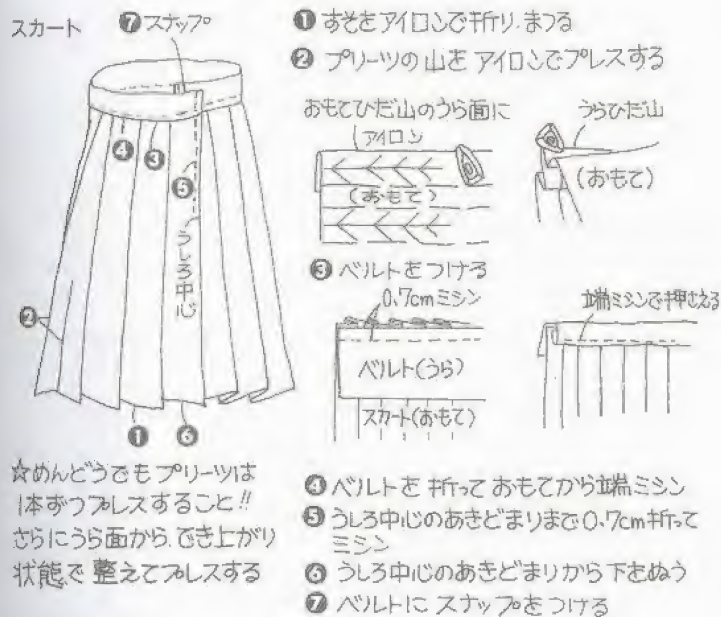 スカート
❼スナップ
❹
❸
❺
うしろ中心
❷
❶
❻
☆めんどうでもプリーツは
1本ずつプレスすること!!
さらにうら面から、でき上がり
状態で整えてプレスする
❶すそをアイロンで折り、まつる
❷プリーツの山をアイロンでプレスする
おもてひだ山のうら面に
アイロン
(おもて)
うらひだ山
(おもて)
❸ベルトをつける
0.7cmミシン
ベルト(うら)
スカート(おもて)
端ミシンで押さえる
❹ベルトを折っておもてから端ミシン
❺うしろ中心のあきどまりまで0.7cm折って
ミシン
❻うしろ中心のあきどまりから下をぬう
❼ベルトにスナップをつける